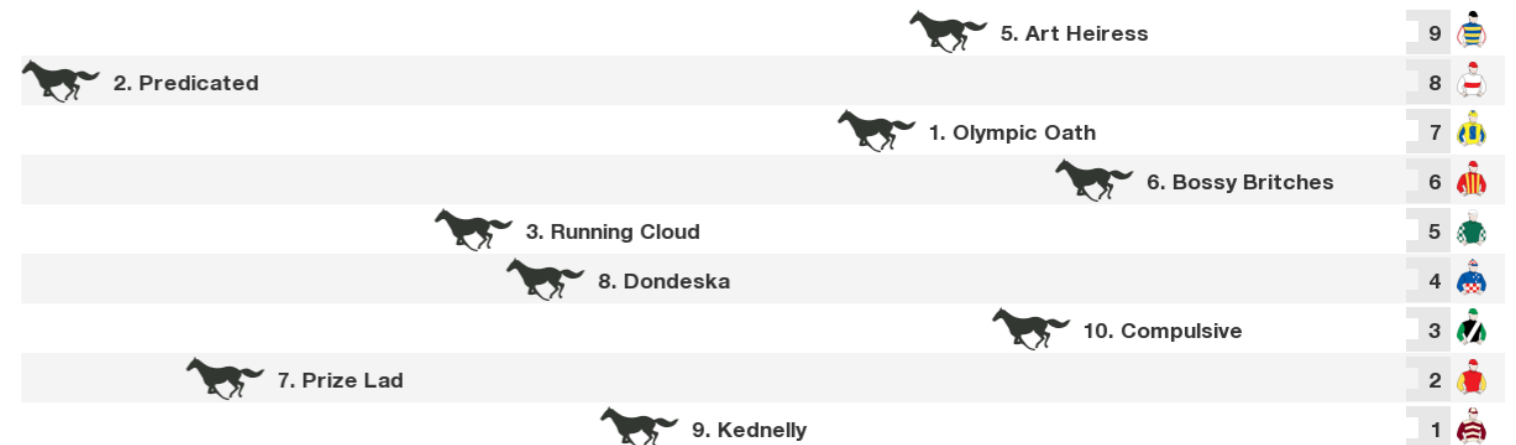 5. Art Heiress 9
2. Predicated 8
1. Olympic Oath 7
6. Bossy Britches 6
3. Running Cloud 5
8. Dondeska 4
10. Compulsive 3
7. Prize Lad 2
9. Kednelly 1